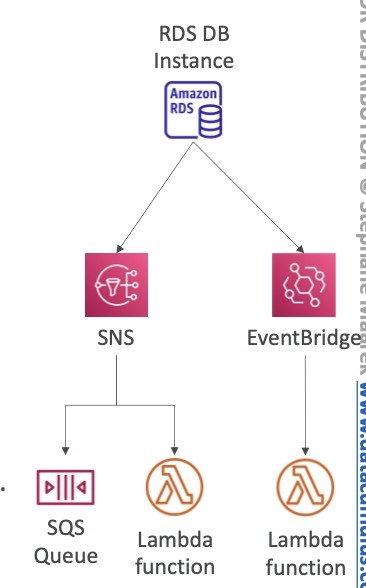 RDS DB
Instance
Amazon
RDS
SNS
EventBridge
SQS
Queue
Lambda
function
Lambda
function
OR DISTRIBUTION © Stephane Maarek
www.datacumulus.c